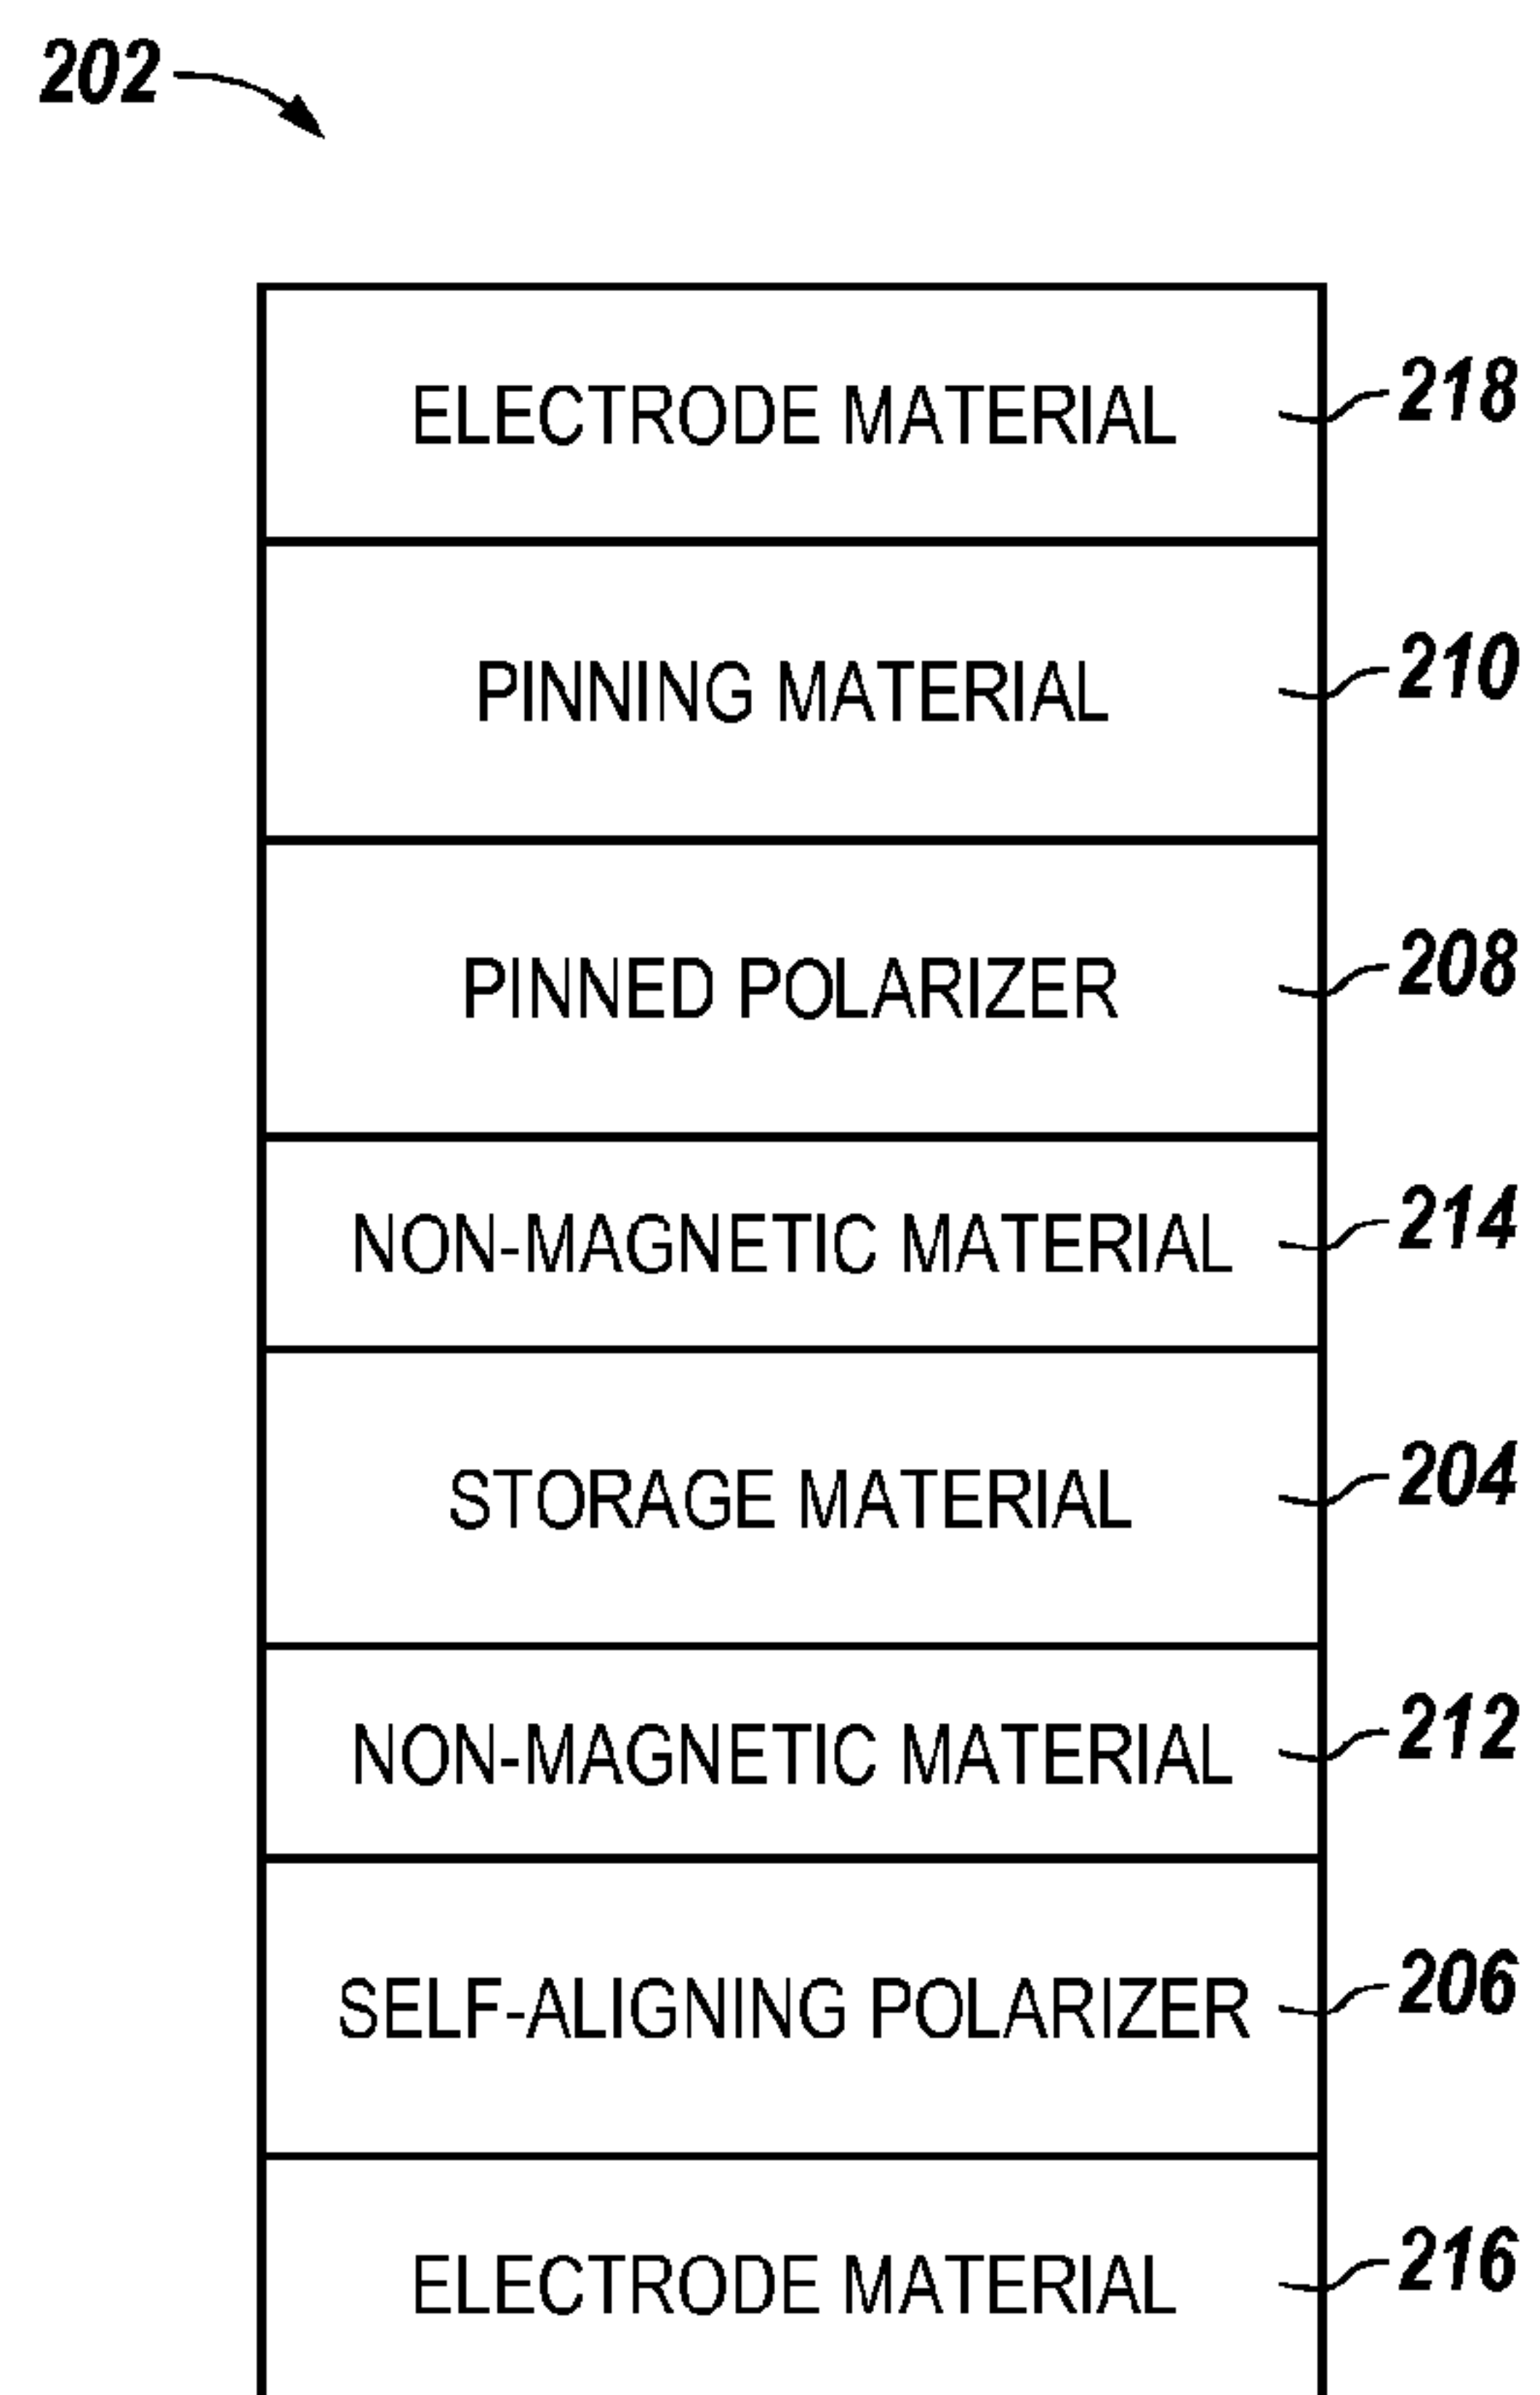 202
ELECTRODE MATERIAL 218
PINNING MATERIAL 210
PINNED POLARIZER 208
NON-MAGNETIC MATERIAL 214
STORAGE MATERIAL 204
NON-MAGNETIC MATERIAL 212
SELF-ALIGNING POLARIZER 206
ELECTRODE MATERIAL 216